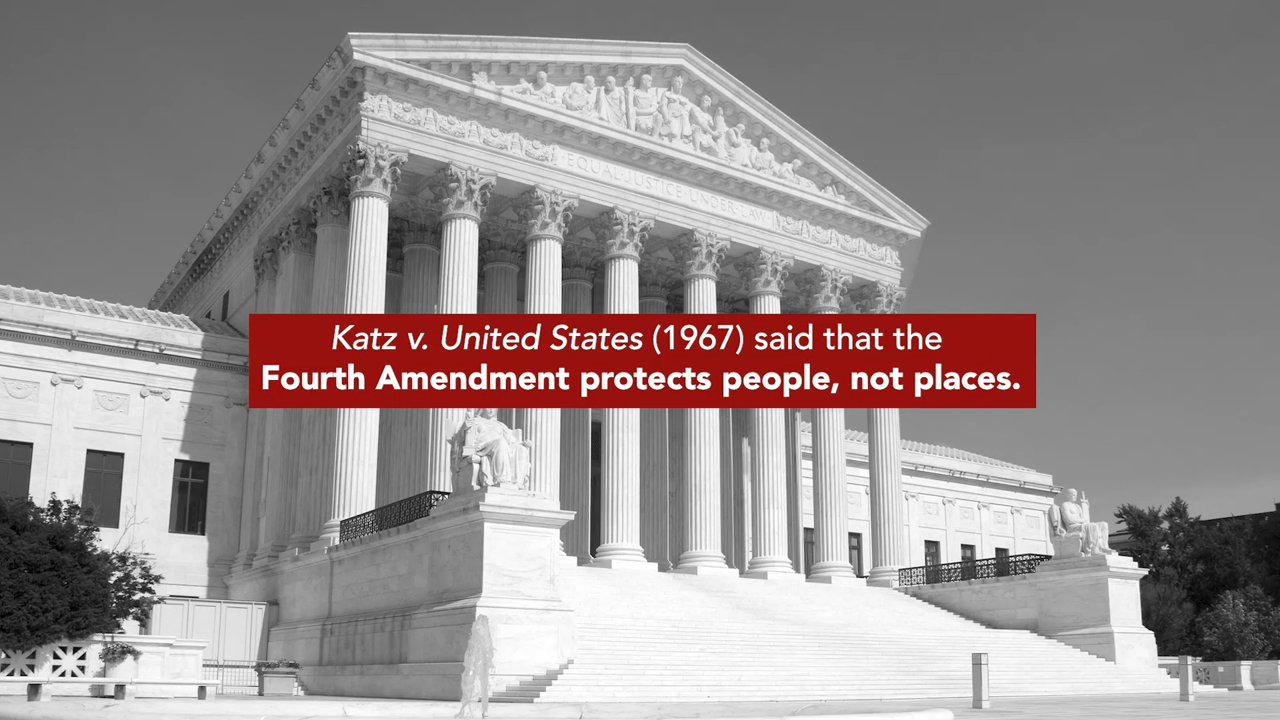 EQUAL·JUSTICE·UNDER·LAW
Katz v. United States (1967) said that the
Fourth Amendment protects people, not places.